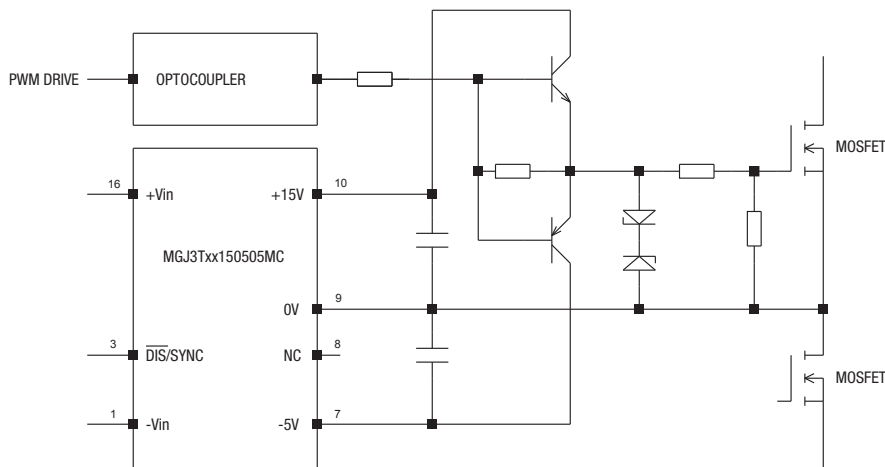 PWM DRIVE
OPTOCOUPLER
MOSFET
16
+Vin
+15V
10
MGJ3Txx150505MC
0V
9
3
DIS/SYNC
NC
8
MOSFET
1
-Vin
-5V
7